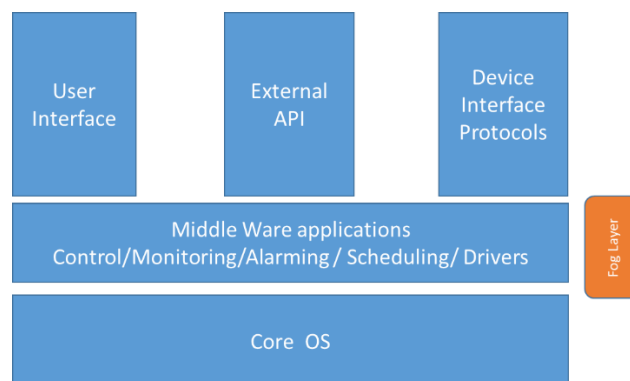 User
Interface
External
API
Device
Interface
Protocols
Middle Ware applications
Control/Monitoring/Alarming / Scheduling/ Drivers
Fog Layer
Core OS